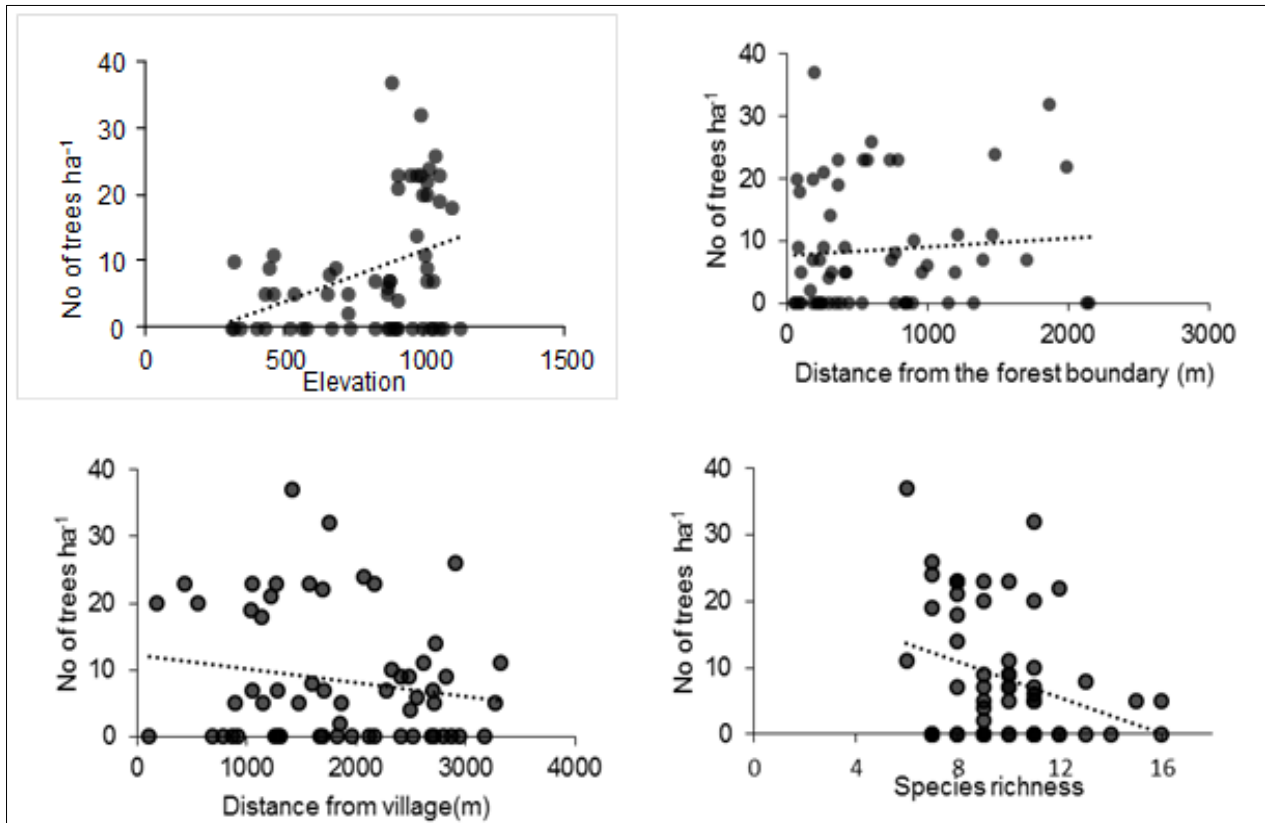 No of trees ha⁻¹
40
30
20
10
0
0 500 1000 1500
Elevation
No of trees ha⁻¹
40
30
20
10
0
0 1000 2000 3000
Distance from the forest boundary (m)
No of trees ha⁻¹
40
30
20
10
0
0 1000 2000 3000 4000
Distance from village(m)
No of trees ha⁻¹
40
30
20
10
0
0 4 8 12 16
Species richness